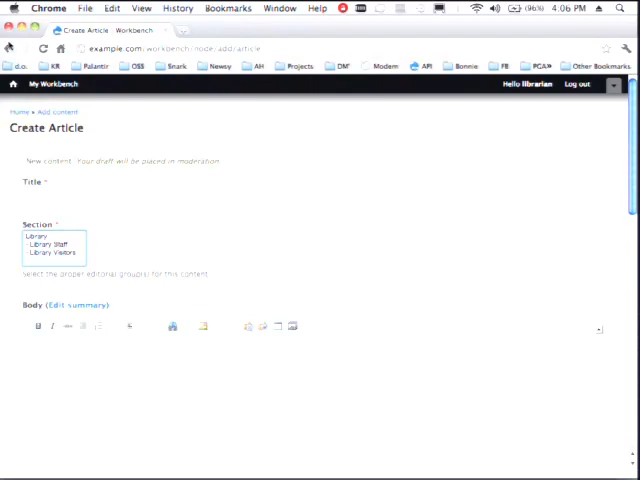 Chrome File Edit View History Bookmarks Window Help (96%) 4:06 PM
Create Article | Workbench
example.com/workbench/node/add/article
d.o. KR Palantir OSS Snark Newsy AH Projects DM Modem API Bonnie FB PCA » Other Bookmarks
My Workbench Hello librarian Log out
Home » Add content
Create Article
New content: Your draft will be placed in moderation.
Title *
Section *
Library
- Library Staff
- Library Visitors
Select the proper editorial group(s) for this content.
Body (Edit summary)
B I S